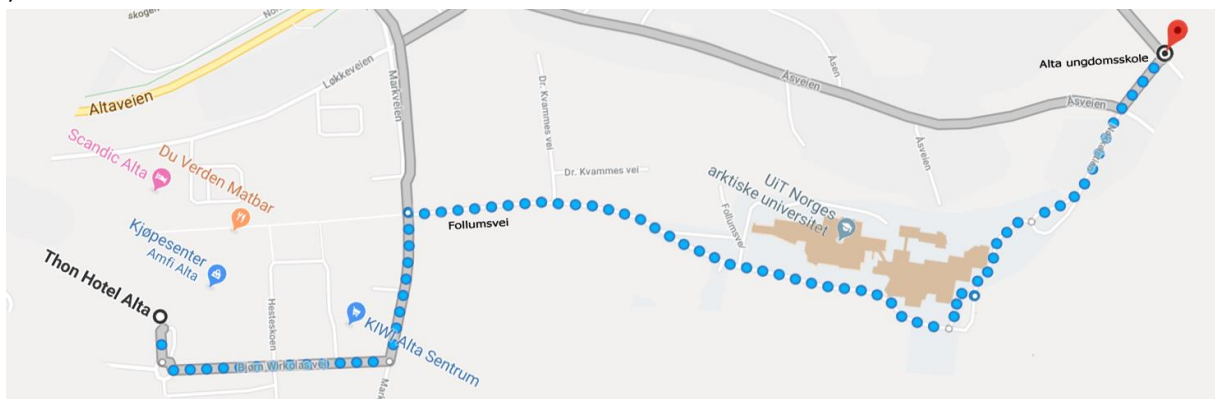 skogen
Altaveien
Løkkeveien
Markveien
Scandic Alta
Du Verden Matbar
Kjøpesenter
Amfi Alta
Thon Hotel Alta
Hesteskoen
KIWI Alta Sentrum
(Bjørn Wirkolas vei)
Mark
Follumsvei
Dr. Kvammes vei
Dr. Kvammes vei
Follumsvei
UiT Norges
arktiske universitet
Åsveien
Åsen
Åsveien
Åsveien
Alta ungdomsskole